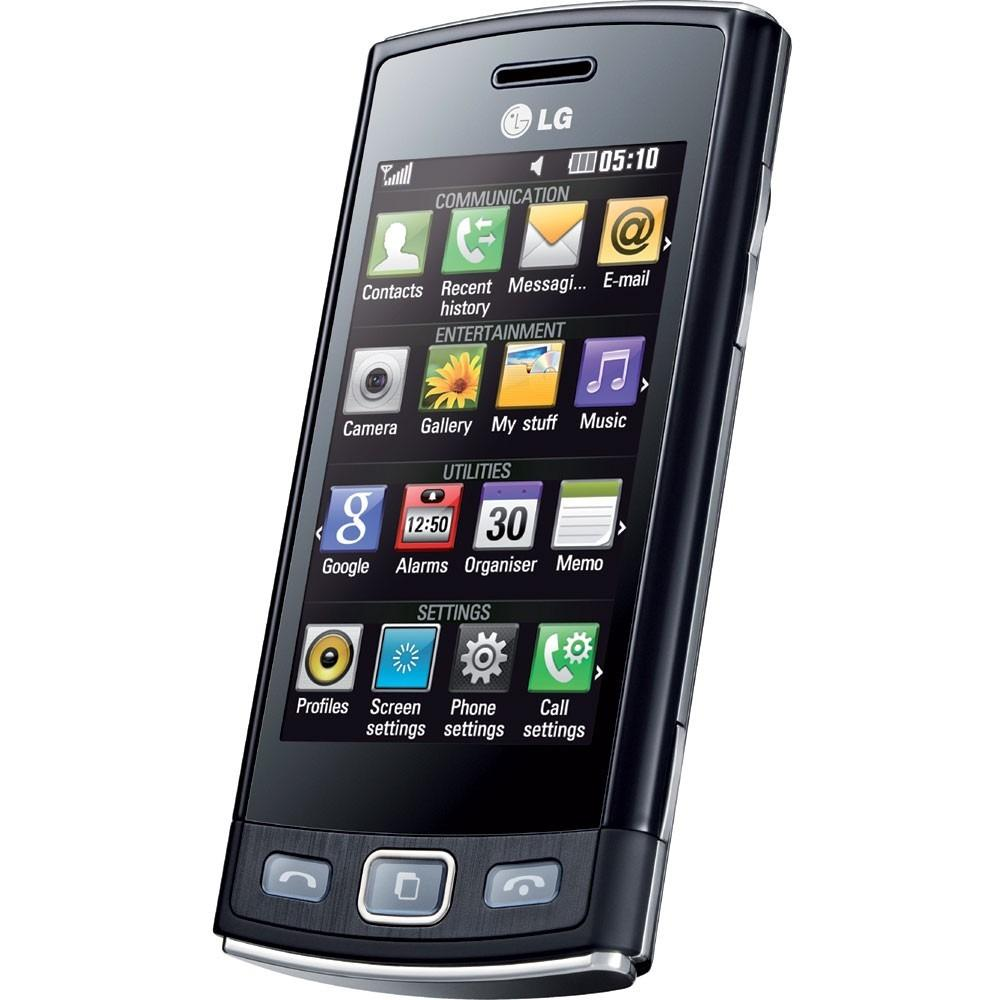 LG
05:10
COMMUNICATION
Contacts
Recent
history
Messagi...
E-mail
@
ENTERTAINMENT
Camera
Gallery
My stuff
Music
UTILITIES
g
12:50
30
Google
Alarms
Organiser
Memo
SETTINGS
Profiles
Screen
settings
Phone
settings
Call
settings